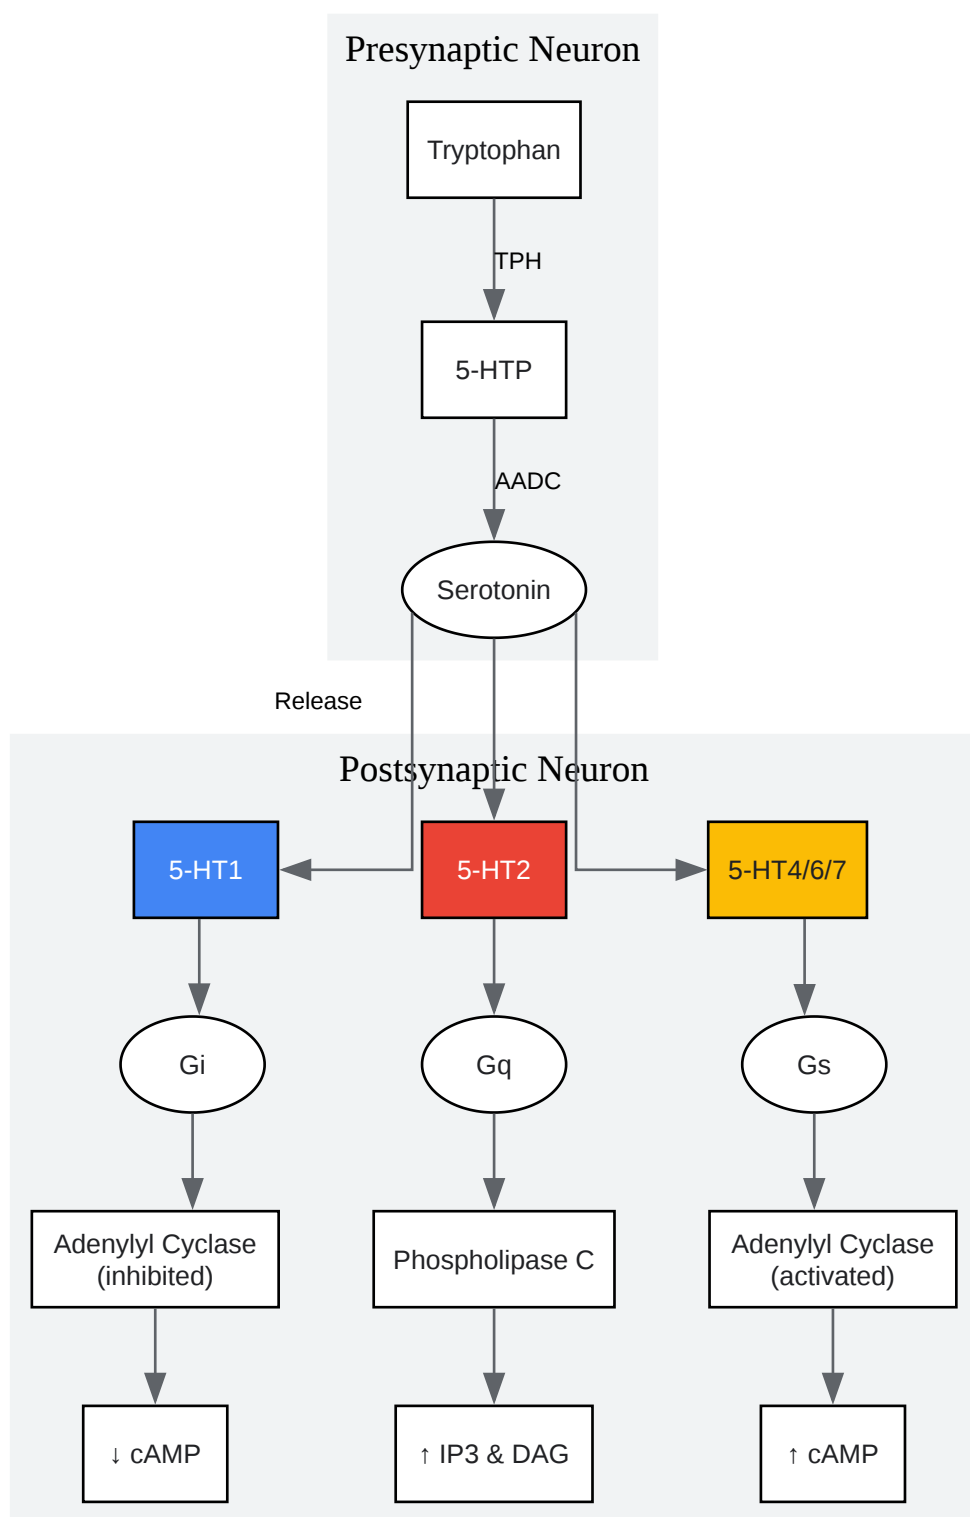 Presynaptic Neuron
Tryptophan
TPH
5-HTP
AADC
Serotonin
Release
Postsynaptic Neuron
5-HT1
5-HT2
5-HT4/6/7
Gi
Gq
Gs
Adenylyl Cyclase
(inhibited)
Phospholipase C
Adenylyl Cyclase
(activated)
↓ cAMP
↑ IP3 & DAG
↑ cAMP